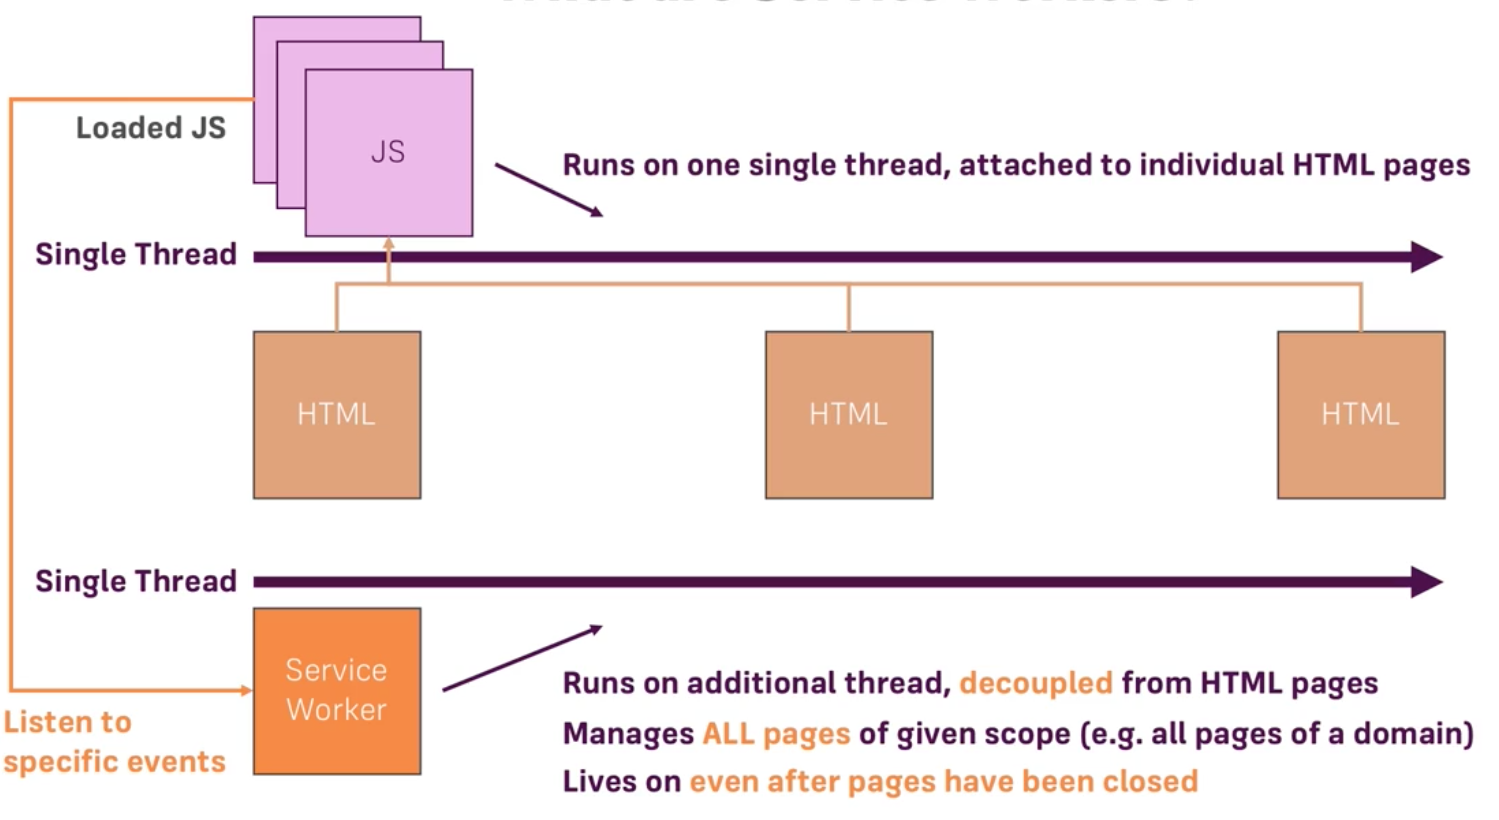 Loaded JS
JS
Runs on one single thread, attached to individual HTML pages
Single Thread
HTML
HTML
HTML
Single Thread
Service
Worker
Listen to
specific events
Runs on additional thread, decoupled from HTML pages
Manages ALL pages of given scope (e.g. all pages of a domain)
Lives on even after pages have been closed